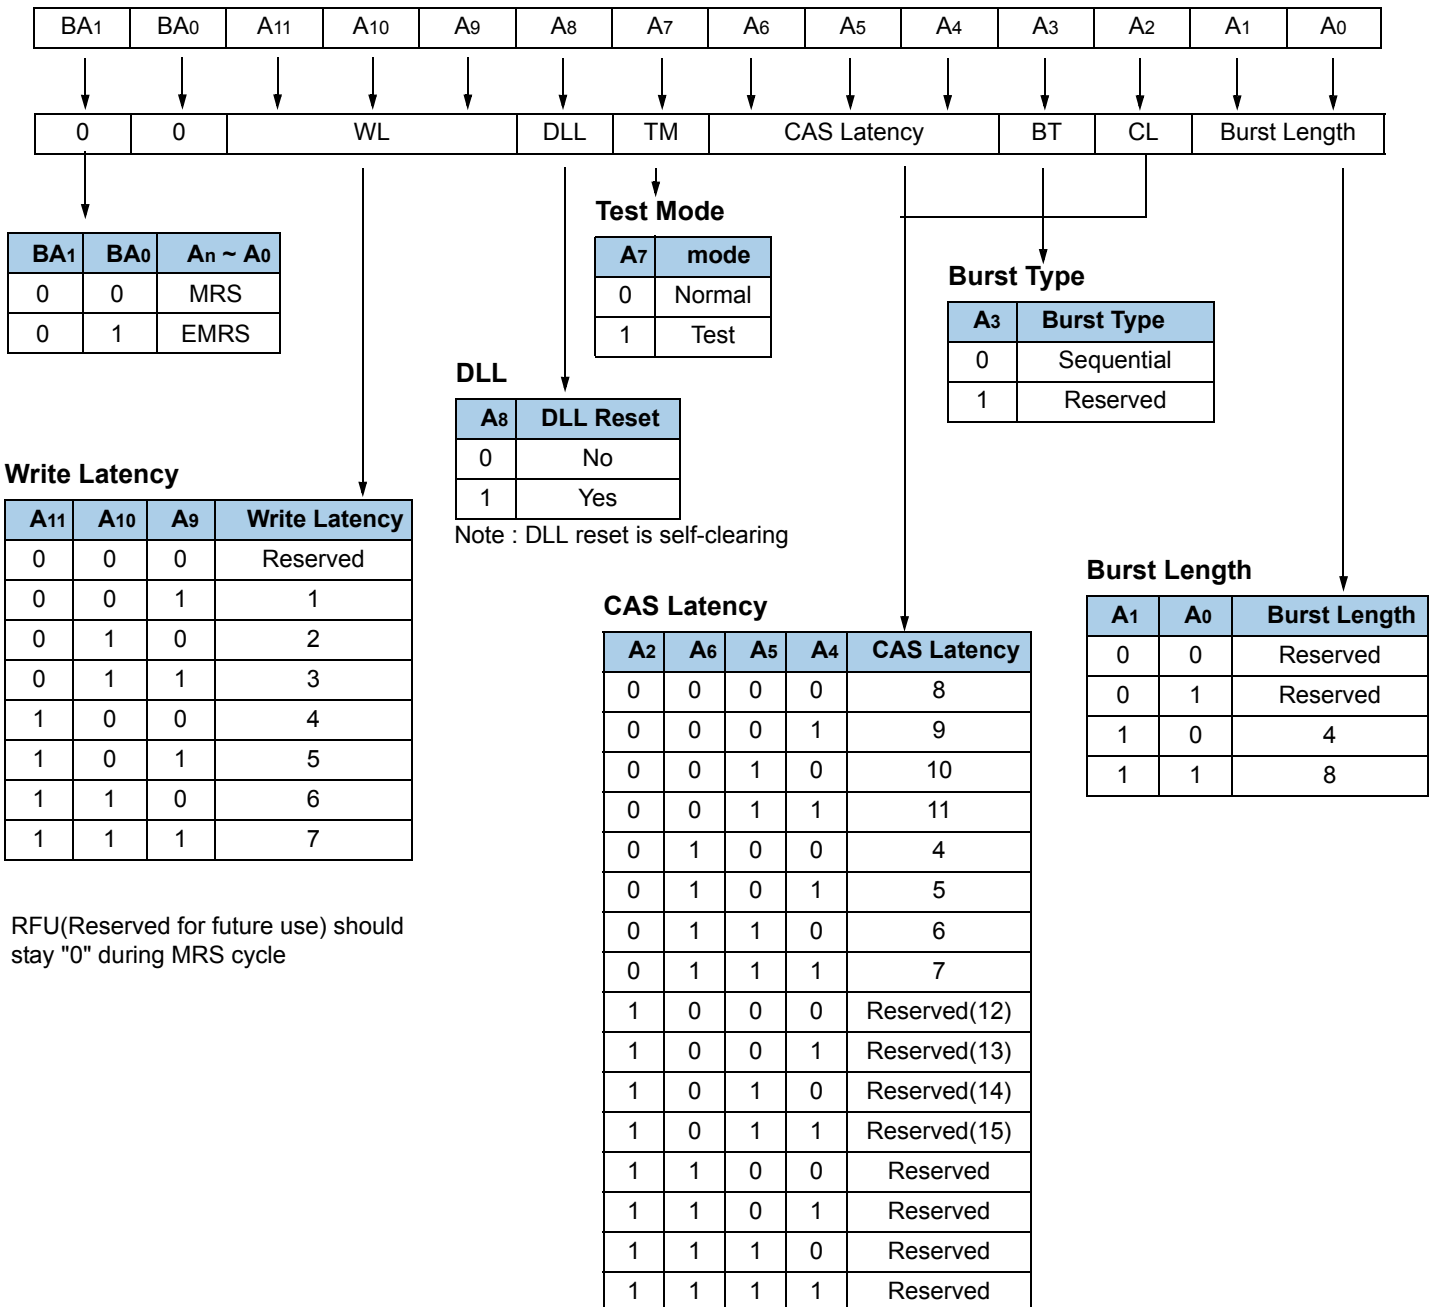 BA1 BA0 A11 A10 A9 A8 A7 A6 A5 A4 A3 A2 A1 A0
0 0 WL DLL TM CAS Latency BT CL Burst Length
BA1 BA0 An ~ A0
0 0 MRS
0 1 EMRS
Test Mode
A7 mode
0 Normal
1 Test
Burst Type
A3 Burst Type
0 Sequential
1 Reserved
DLL
A8 DLL Reset
0 No
1 Yes
Note : DLL reset is self-clearing
Write Latency
A11 A10 A9 Write Latency
0 0 0 Reserved
0 0 1 1
0 1 0 2
0 1 1 3
1 0 0 4
1 0 1 5
1 1 0 6
1 1 1 7
RFU(Reserved for future use) should
stay "0" during MRS cycle
CAS Latency
A2 A6 A5 A4 CAS Latency
0 0 0 0 8
0 0 0 1 9
0 0 1 0 10
0 0 1 1 11
0 1 0 0 4
0 1 0 1 5
0 1 1 0 6
0 1 1 1 7
1 0 0 0 Reserved(12)
1 0 0 1 Reserved(13)
1 0 1 0 Reserved(14)
1 0 1 1 Reserved(15)
1 1 0 0 Reserved
1 1 0 1 Reserved
1 1 1 0 Reserved
1 1 1 1 Reserved
Burst Length
A1 A0 Burst Length
0 0 Reserved
0 1 Reserved
1 0 4
1 1 8